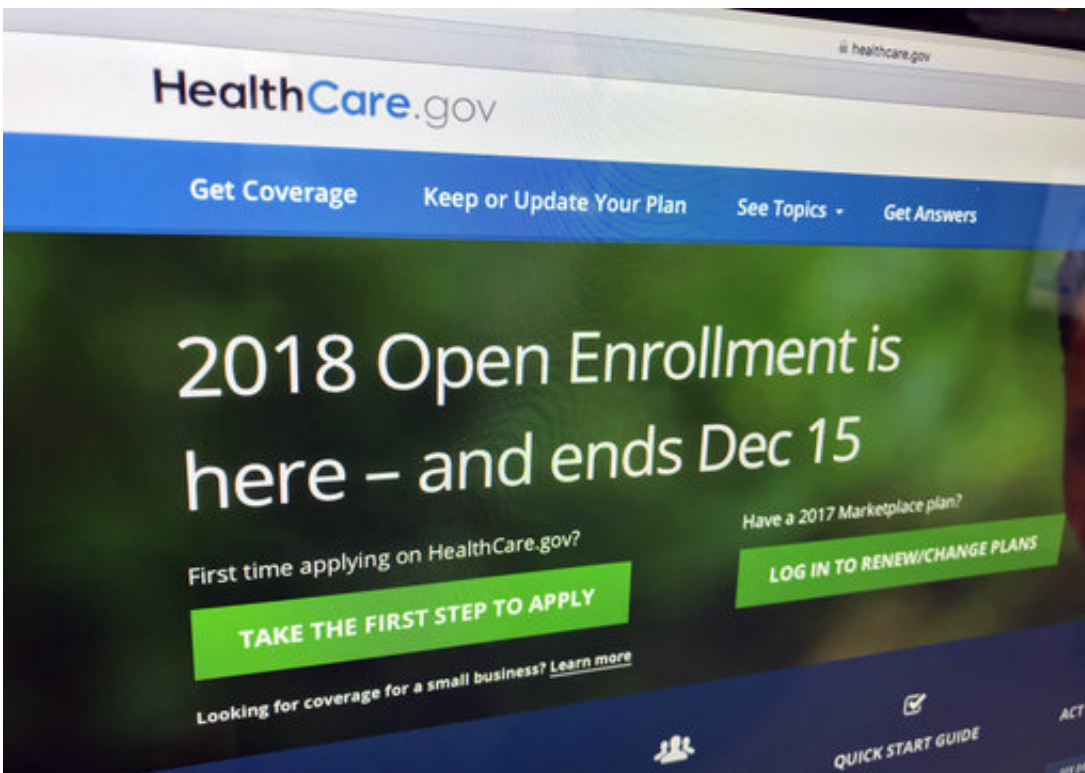 healthcare.gov
HealthCare.gov
Get Coverage Keep or Update Your Plan See Topics Get Answers
2018 Open Enrollment is
here – and ends Dec 15
First time applying on HealthCare.gov?
TAKE THE FIRST STEP TO APPLY
Looking for coverage for a small business? Learn more
Have a 2017 Marketplace plan?
LOG IN TO RENEW/CHANGE PLANS
QUICK START GUIDE
ACT